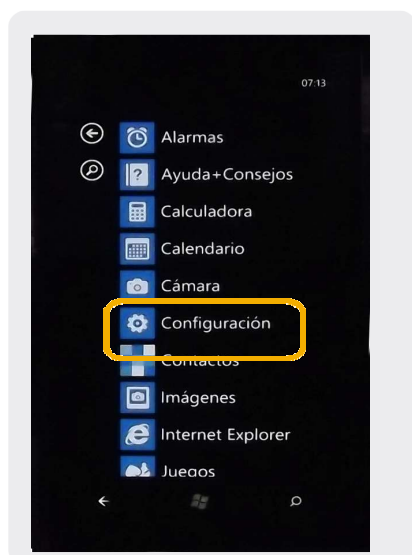 07:13
Alarmas
Ayuda+Consejos
Calculadora
Calendario
Cámara
Configuración
Contactos
Imágenes
Internet Explorer
Juegos